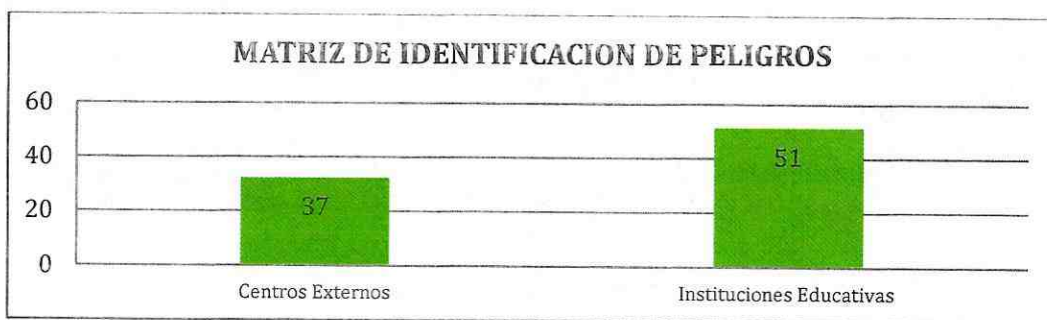 MATRIZ DE IDENTIFICACION DE PELIGROS
60
40
20
0
37
51
Centros Externos
Instituciones Educativas